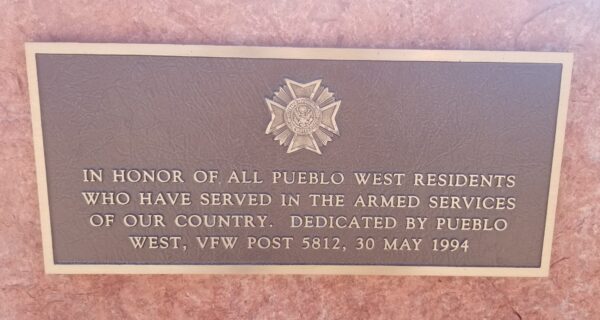 IN HONOR OF ALL PUEBLO WEST RESIDENTS
WHO HAVE SERVED IN THE ARMED SERVICES
OF OUR COUNTRY. DEDICATED BY PUEBLO
WEST, VFW POST 5812, 30 MAY 1994